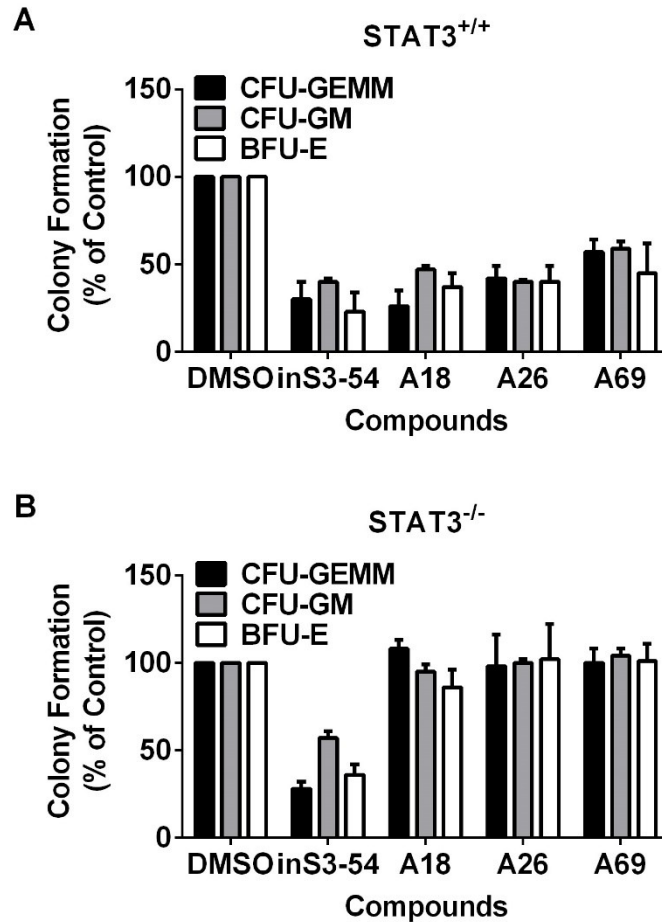 A
STAT3+/+
Colony Formation
(% of Control)
150
100
50
0
CFU-GEMM
CFU-GM
BFU-E
DMSO inS3-54 A18 A26 A69
Compounds
B
STAT3-/-
Colony Formation
(% of Control)
150
100
50
0
CFU-GEMM
CFU-GM
BFU-E
DMSO inS3-54 A18 A26 A69
Compounds